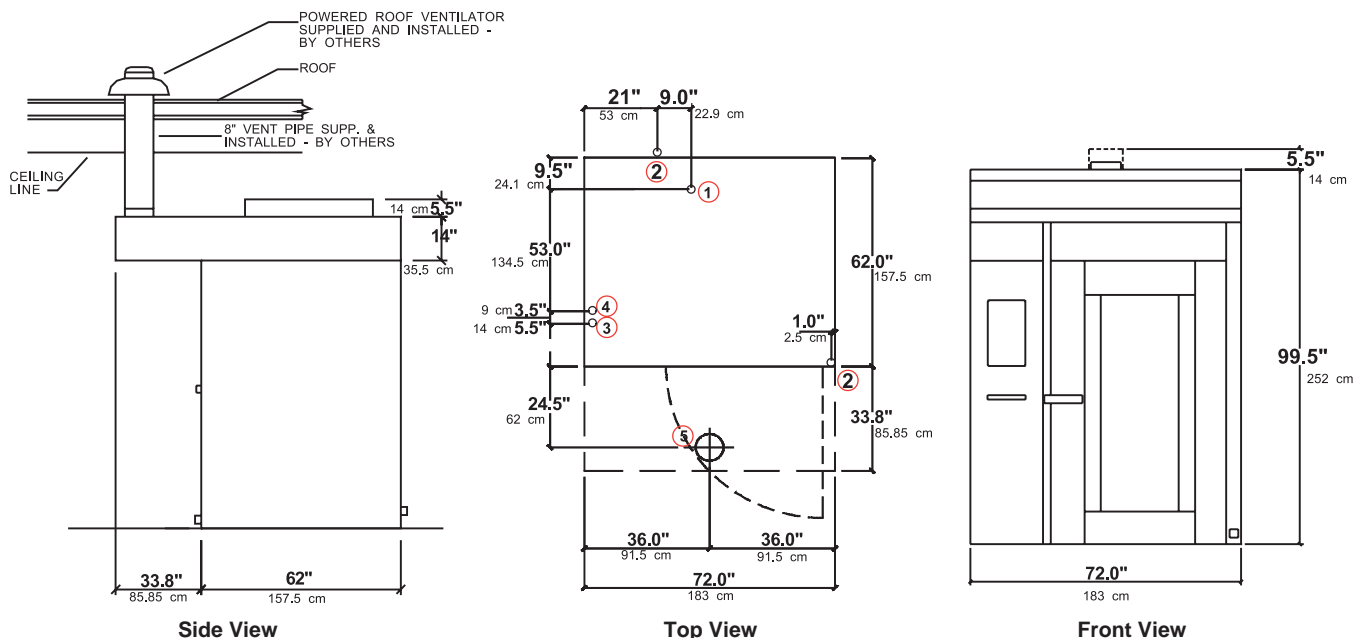 POWERED ROOF VENTILATOR
SUPPLIED AND INSTALLED -
BY OTHERS
ROOF
8" VENT PIPE SUPP. &
INSTALLED - BY OTHERS
CEILING
LINE
14 cm 5.5"
14"
35.5 cm
33.8"
85.85 cm
62"
157.5 cm
Side View
21"
53 cm
9.0"
22.9 cm
9.5"
24.1 cm
2
1
53.0"
134.5 cm
62.0"
157.5 cm
9 cm 3.5"
4
14 cm 5.5"
3
1.0"
2.5 cm
2
24.5"
62 cm
5
33.8"
85.85 cm
36.0"
91.5 cm
36.0"
91.5 cm
72.0"
183 cm
Top View
5.5"
14 cm
99.5"
252 cm
72.0"
183 cm
Front View